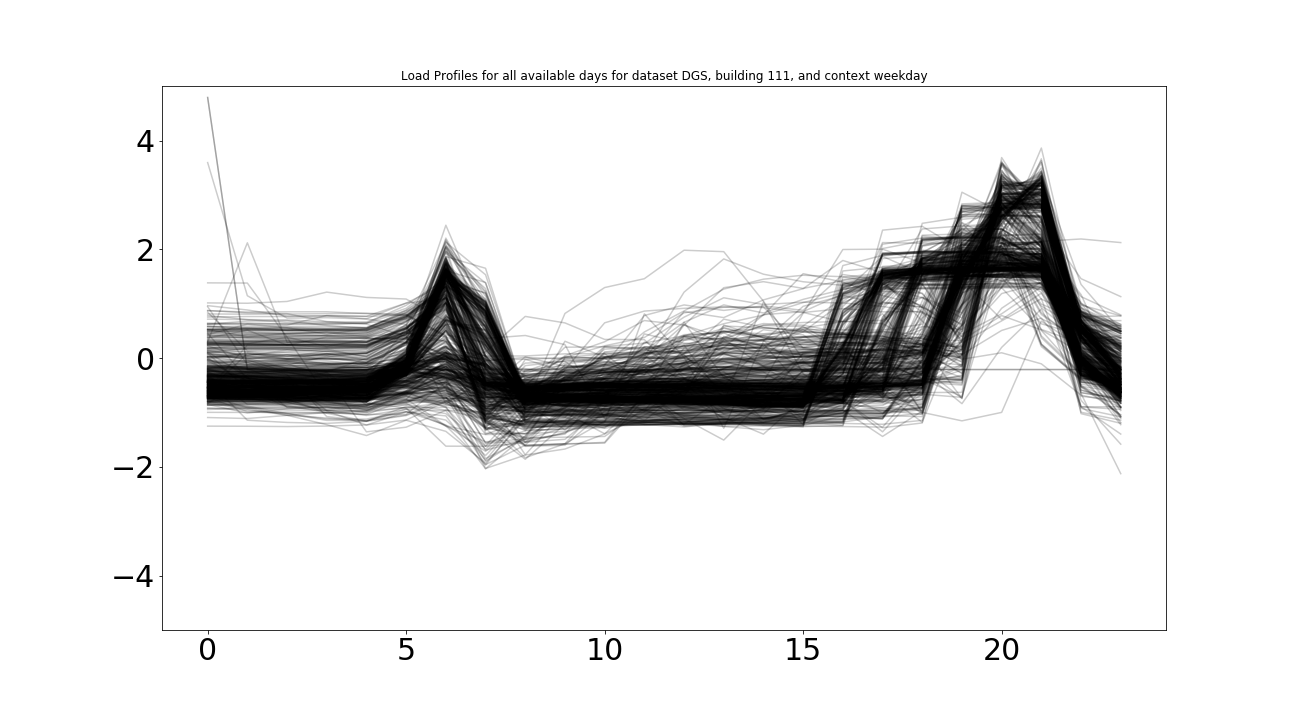 Load Profiles for all available days for dataset DGS, building 111, and context weekday
4
2
0
−2
−4
0 5 10 15 20